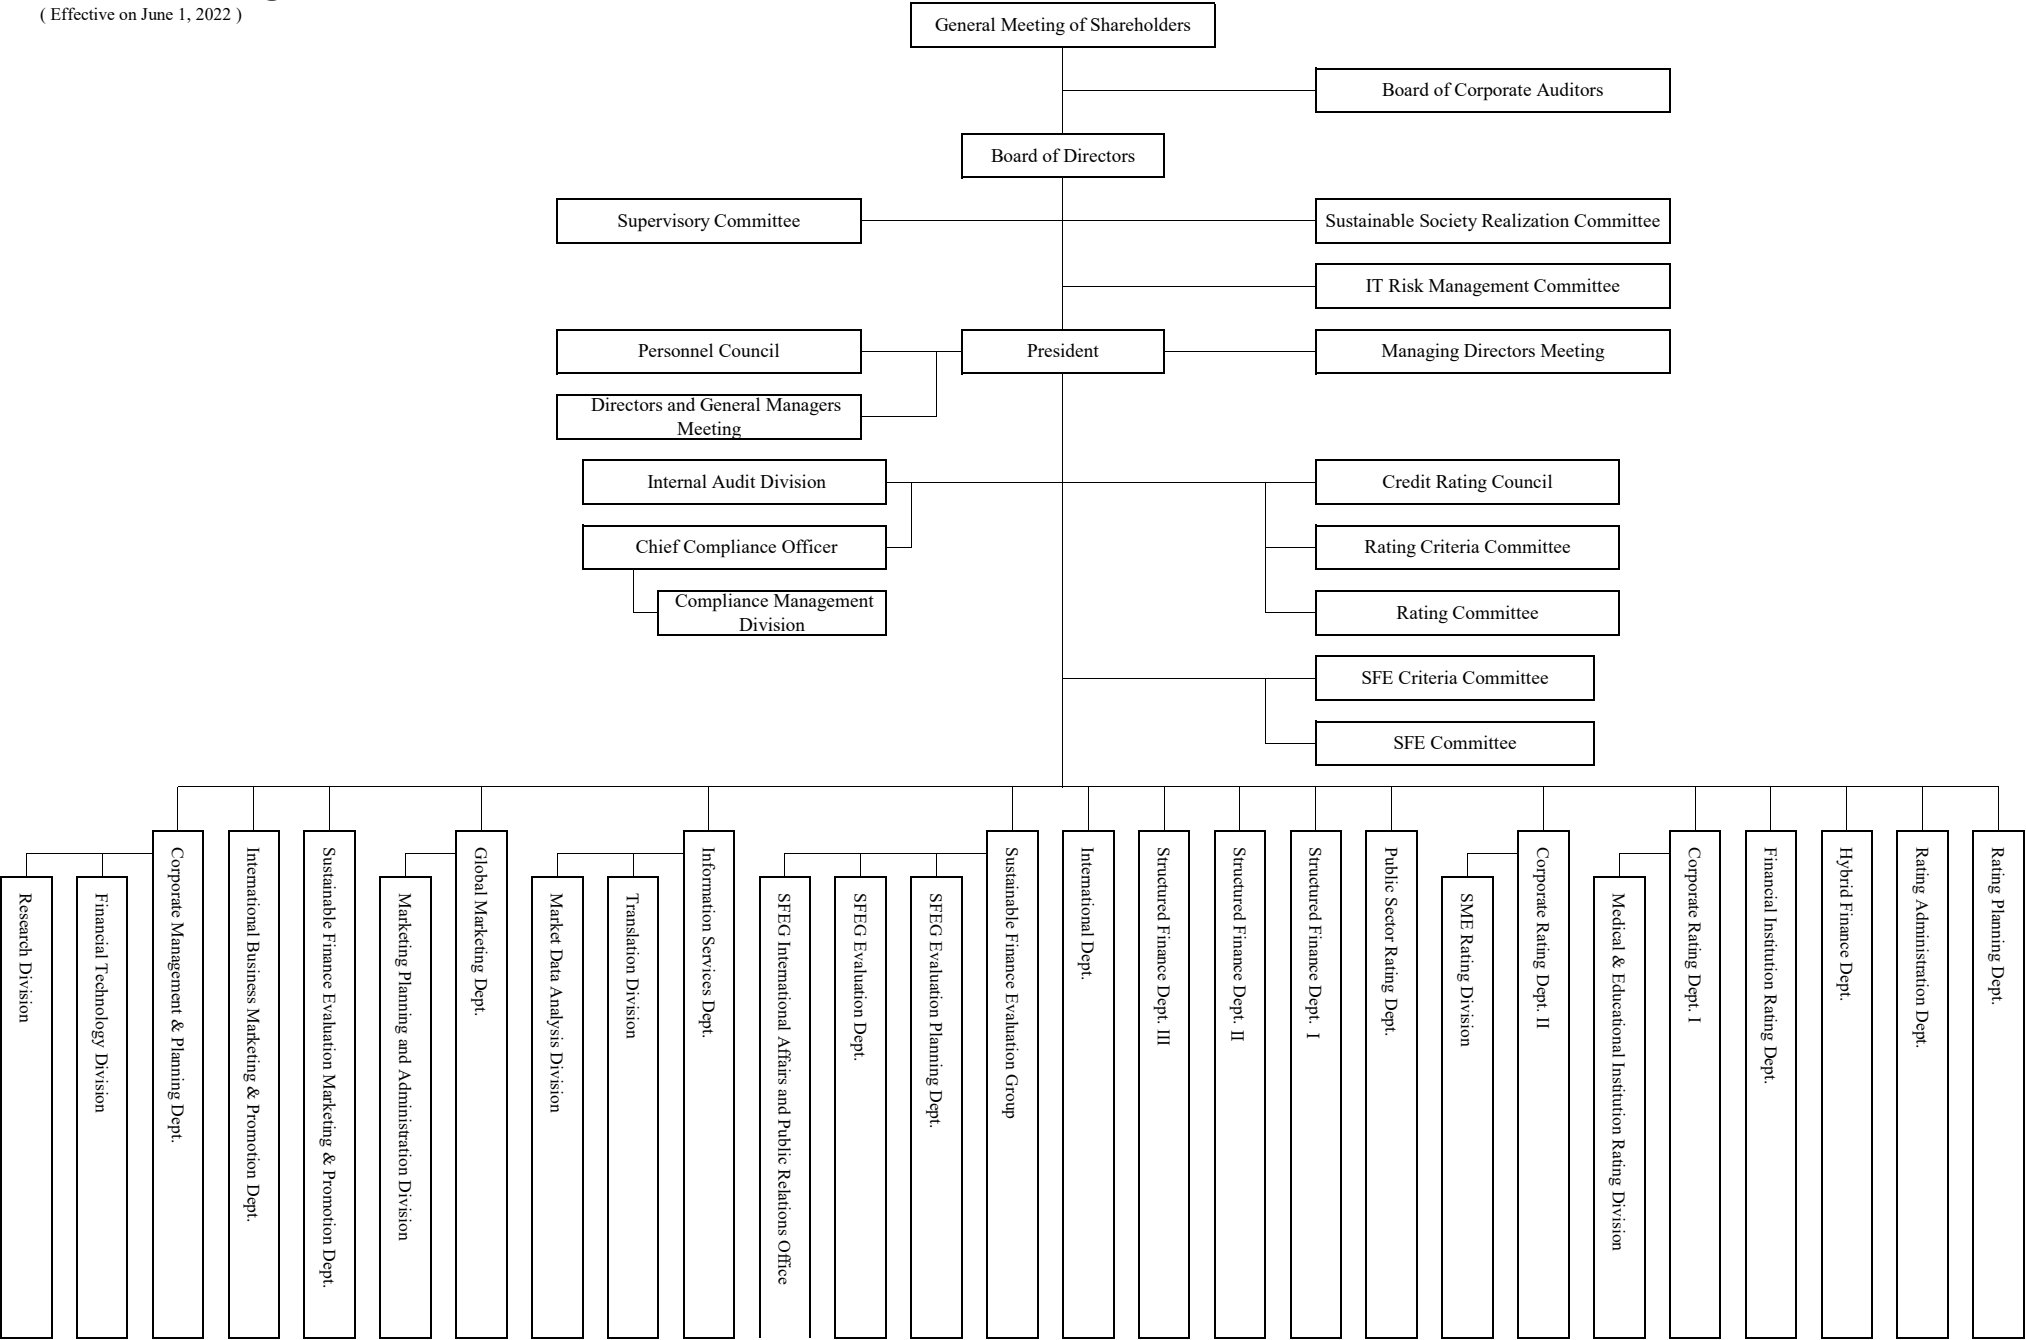 ( Effective on June 1, 2022 )
General Meeting of Shareholders
Board of Corporate Auditors
Board of Directors
Supervisory Committee
Sustainable Society Realization Committee
IT Risk Management Committee
Personnel Council
President
Managing Directors Meeting
Directors and General Managers
Meeting
Internal Audit Division
Credit Rating Council
Chief Compliance Officer
Rating Criteria Committee
Compliance Management
Division
Rating Committee
SFE Criteria Committee
SFE Committee
Research Division
Financial Technology Division
Corporate Management & Planning Dept.
International Business Marketing & Promotion Dept.
Sustainable Finance Evaluation Marketing & Promotion Dept.
Marketing Planning and Administration Division
Global Marketing Dept.
Market Data Analysis Division
Translation Division
Information Services Dept.
SFEG International Affairs and Public Relations Office
SFEG Evaluation Dept.
SFEG Evaluation Planning Dept.
Sustainable Finance Evaluation Group
International Dept.
Structured Finance Dept. III
Structured Finance Dept. II
Structured Finance Dept. I
Public Sector Rating Dept.
SME Rating Division
Corporate Rating Dept. II
Medical & Educational Institution Rating Division
Corporate Rating Dept. I
Financial Institution Rating Dept.
Hybrid Finance Dept.
Rating Administration Dept.
Rating Planning Dept.